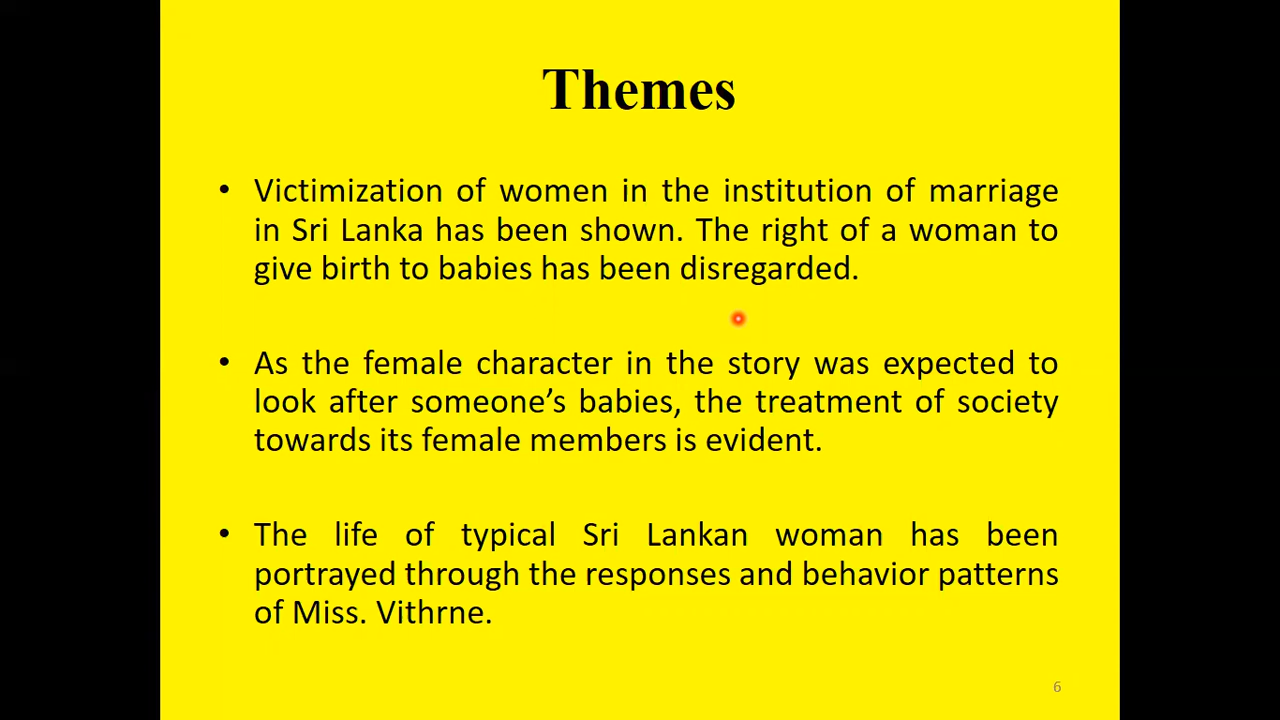 Themes
• Victimization of women in the institution of marriage
in Sri Lanka has been shown. The right of a woman to
give birth to babies has been disregarded.
• As the female character in the story was expected to
look after someone’s babies, the treatment of society
towards its female members is evident.
• The life of typical Sri Lankan woman has been
portrayed through the responses and behavior patterns
of Miss. Vithrne.
6